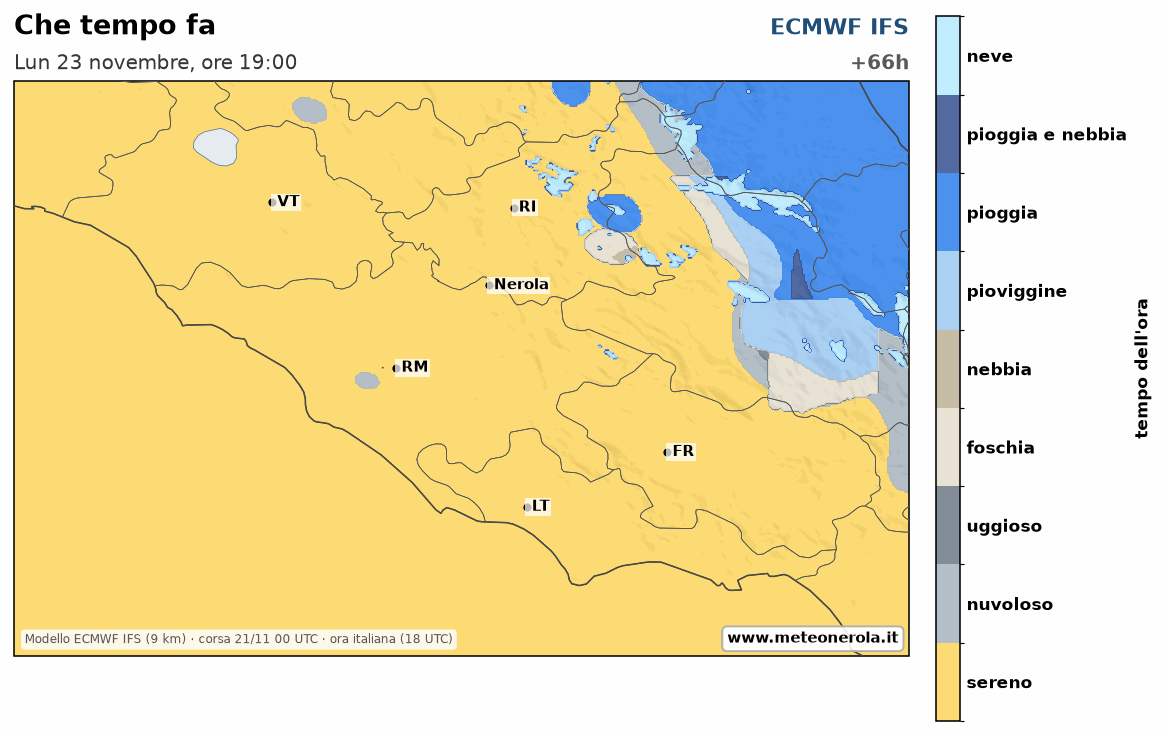 Che tempo fa
ECMWF IFS
Lun 23 novembre, ore 19:00
+66h
neve
pioggia e nebbia
pioggia
pioviggine
nebbia
foschia
uggioso
nuvoloso
sereno
tempo dell'ora
VT
RI
Nerola
RM
FR
LT
Modello ECMWF IFS (9 km) · corsa 21/11 00 UTC · ora italiana (18 UTC)
www.meteonerola.it